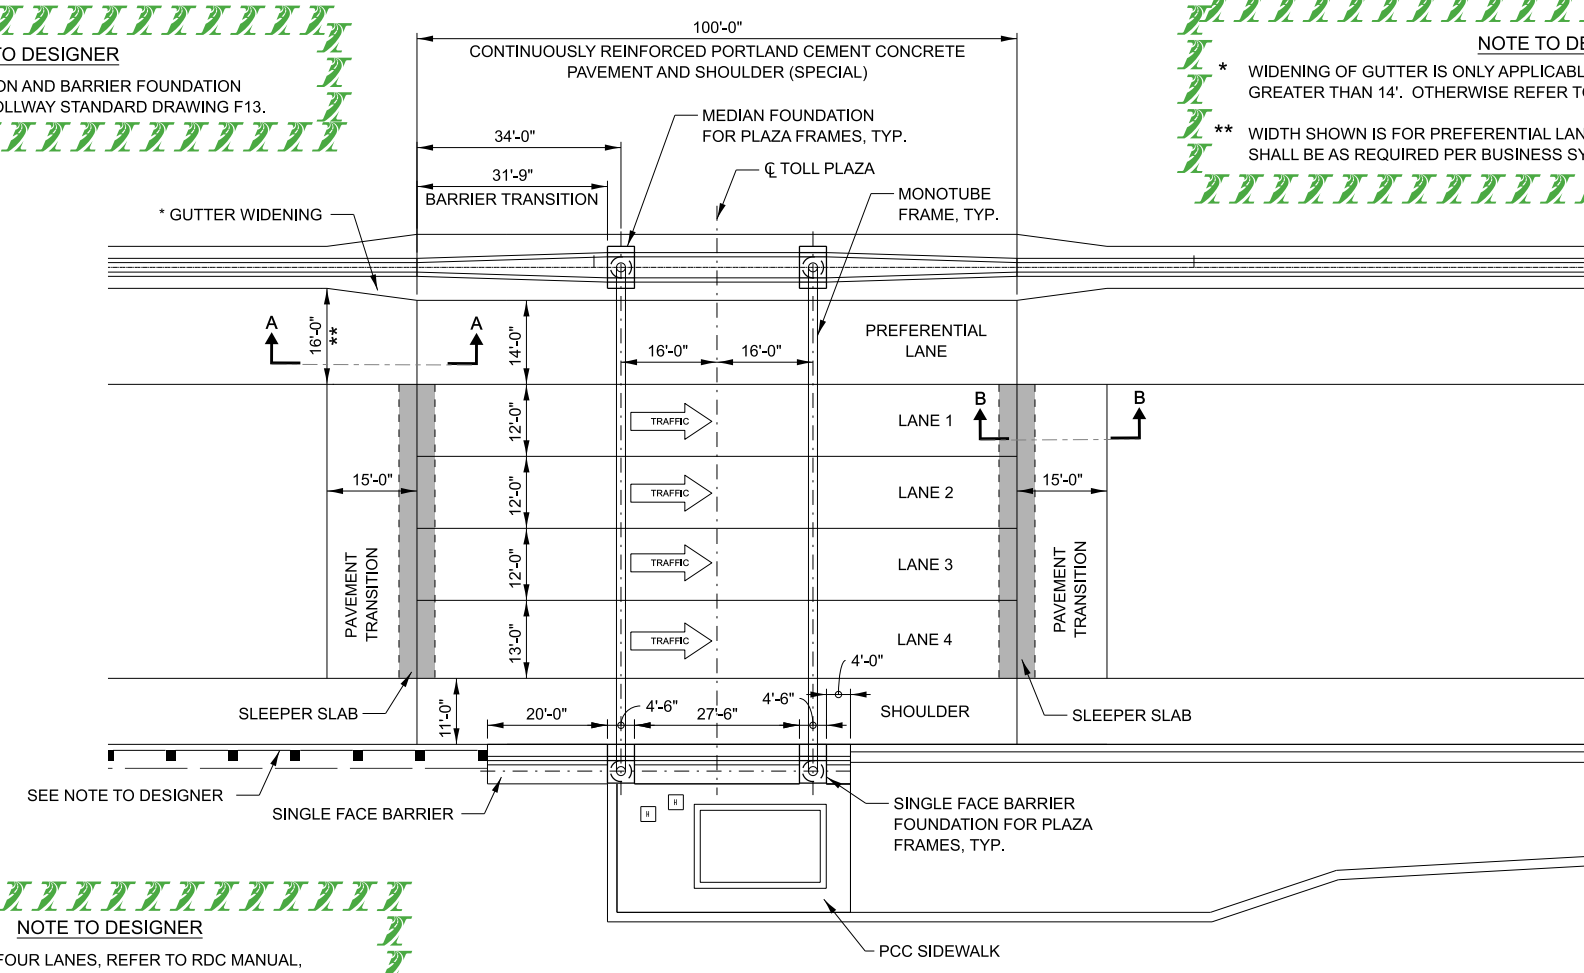 TO DESIGNER
ON AND BARRIER FOUNDATION
OLLWAY STANDARD DRAWING F13.
100'-0"
CONTINUOUSLY REINFORCED PORTLAND CEMENT CONCRETE
PAVEMENT AND SHOULDER (SPECIAL)
NOTE TO DE
* WIDENING OF GUTTER IS ONLY APPLICABL
GREATER THAN 14'. OTHERWISE REFER TO
** WIDTH SHOWN IS FOR PREFERENTIAL LAN
SHALL BE AS REQUIRED PER BUSINESS SY
34'-0"
MEDIAN FOUNDATION
FOR PLAZA FRAMES, TYP.
31'-9"
BARRIER TRANSITION
℄ TOLL PLAZA
MONOTUBE
FRAME, TYP.
* GUTTER WIDENING
A
A
16'-0"
**
14'-0"
16'-0"
16'-0"
PREFERENTIAL
LANE
12'-0"
TRAFFIC
LANE 1
B
B
15'-0"
12'-0"
TRAFFIC
LANE 2
15'-0"
PAVEMENT
TRANSITION
12'-0"
TRAFFIC
LANE 3
PAVEMENT
TRANSITION
13'-0"
TRAFFIC
LANE 4
4'-0"
SLEEPER SLAB
11'-0"
20'-0"
4'-6"
27'-6"
4'-6"
SHOULDER
SLEEPER SLAB
SEE NOTE TO DESIGNER
SINGLE FACE BARRIER
H
H
SINGLE FACE BARRIER
FOUNDATION FOR PLAZA
FRAMES, TYP.
PCC SIDEWALK
NOTE TO DESIGNER
FOUR LANES, REFER TO RDC MANUAL,